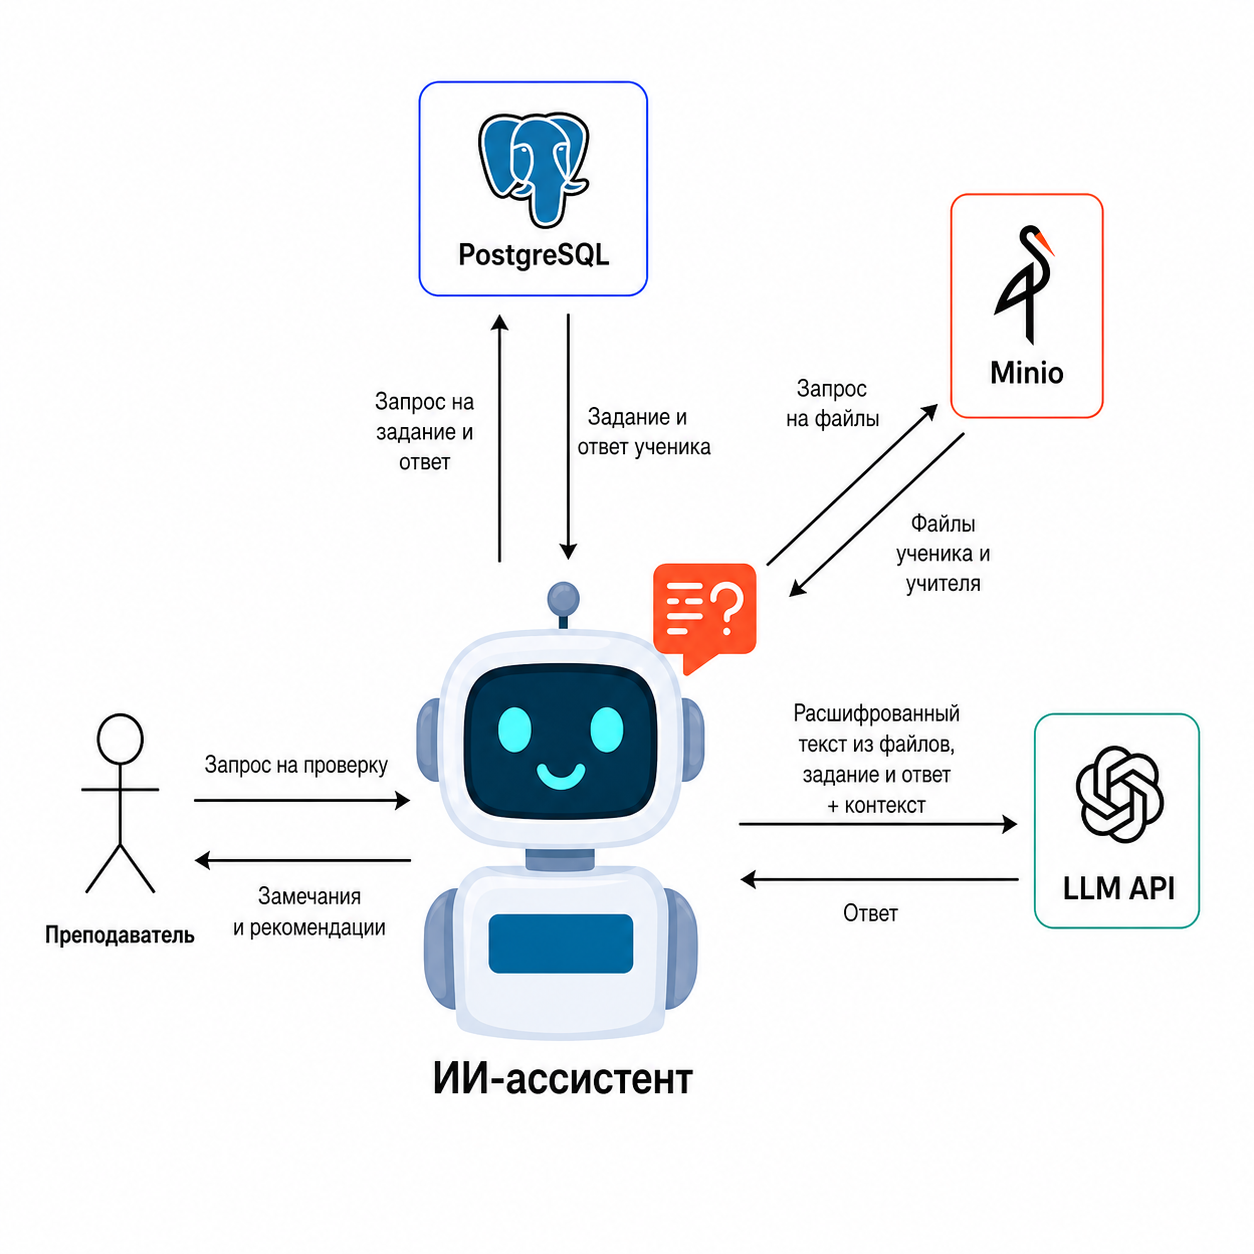 PostgreSQL
Minio
Запрос на
задание и
ответ
Задание и
ответ ученика
Запрос
на файлы
Файлы
ученика и
учителя
?
Запрос на проверку
Замечания
и рекомендации
Преподаватель
Расшифрованный
текст из файлов,
задание и ответ
+ контекст
Ответ
LLM API
ИИ-ассистент